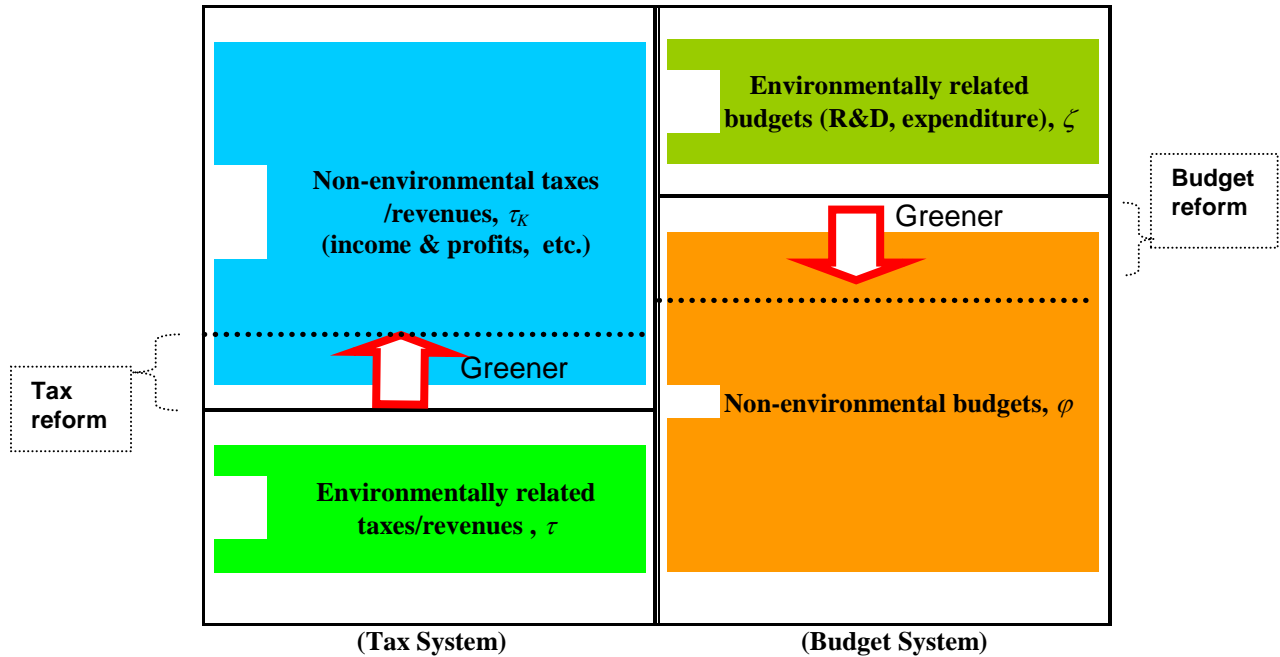 Environmentally related
budgets (R&D, expenditure), ζ
Non-environmental taxes
/revenues, τK
(income & profits, etc.)
Budget
reform
Greener
Greener
Tax
reform
Non-environmental budgets, φ
Environmentally related
taxes/revenues , τ
(Tax System)
(Budget System)